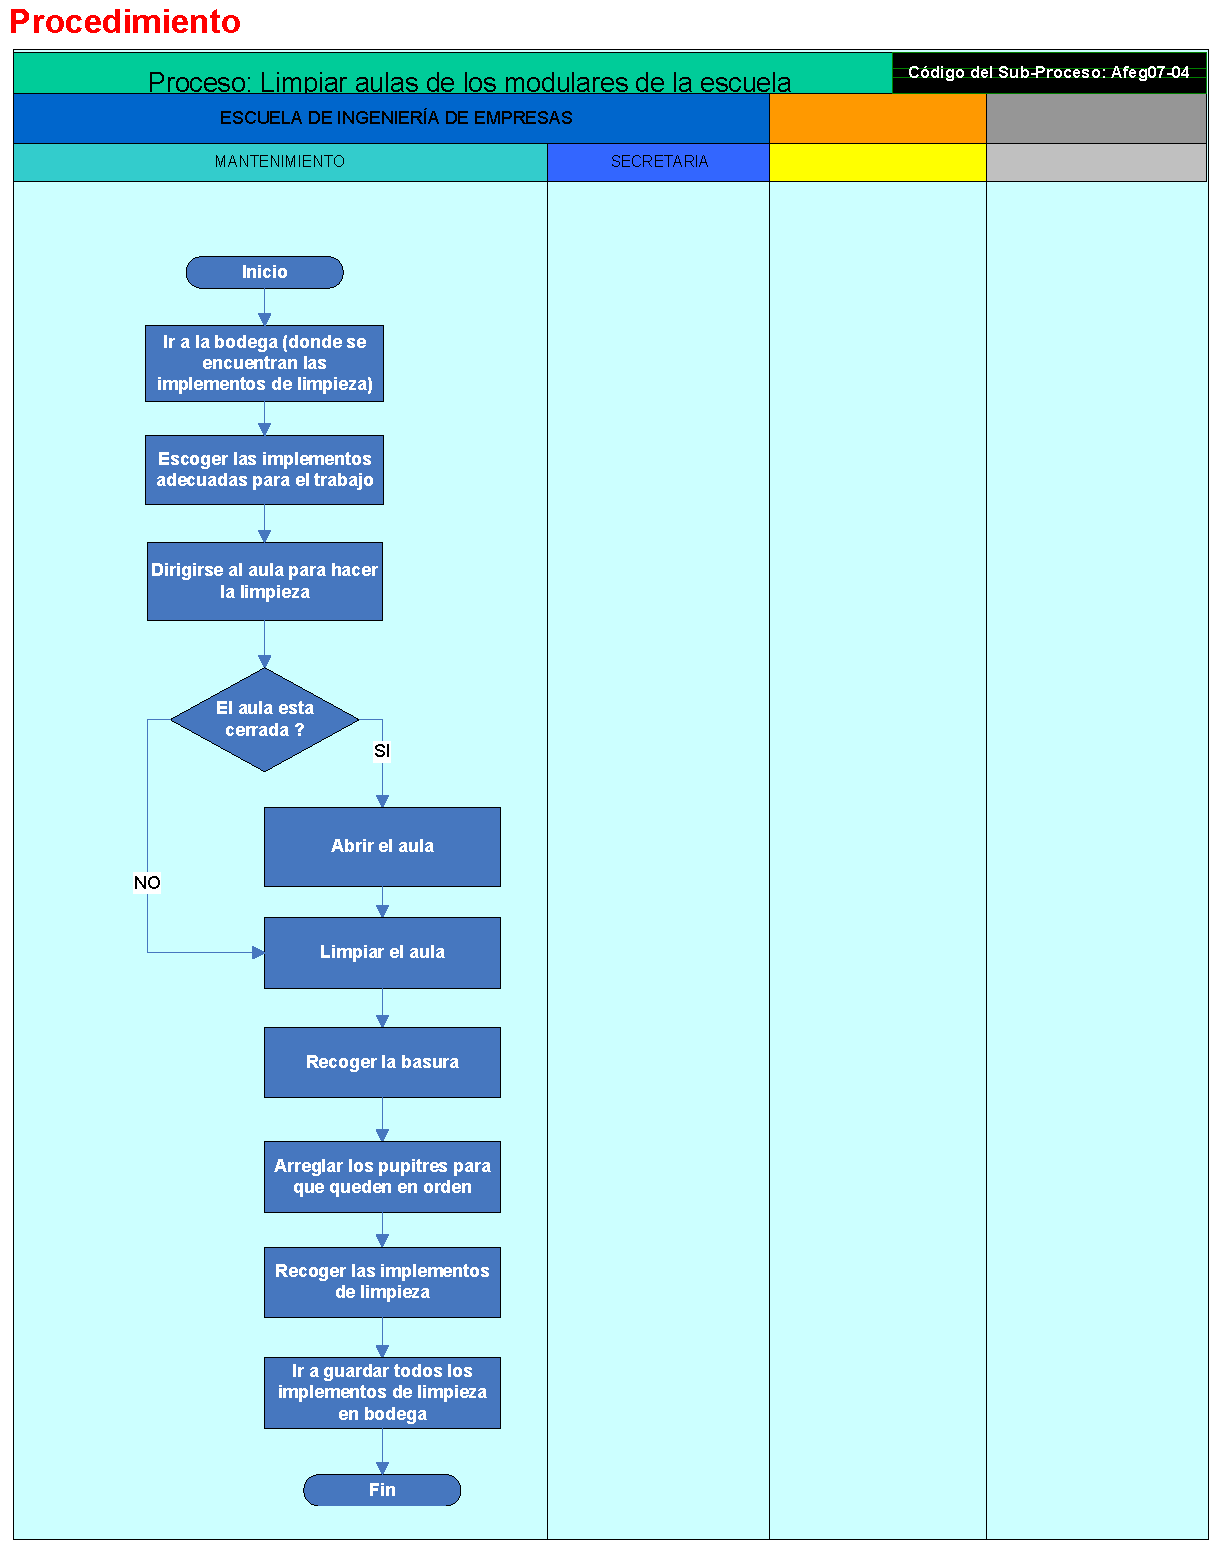 Procedimiento
Proceso: Limpiar aulas de los modulares de la escuela
Código del Sub-Proceso: Afeg07-04
ESCUELA DE INGENIERÍA DE EMPRESAS
MANTENIMIENTO
SECRETARIA
Inicio
Ir a la bodega (donde se
encuentran las
implementos de limpieza)
Escoger las implementos
adecuadas para el trabajo
Dirigirse al aula para hacer
la limpieza
El aula esta
cerrada ?
SI
Abrir el aula
NO
Limpiar el aula
Recoger la basura
Arreglar los pupitres para
que queden en orden
Recoger las implementos
de limpieza
Ir a guardar todos los
implementos de limpieza
en bodega
Fin